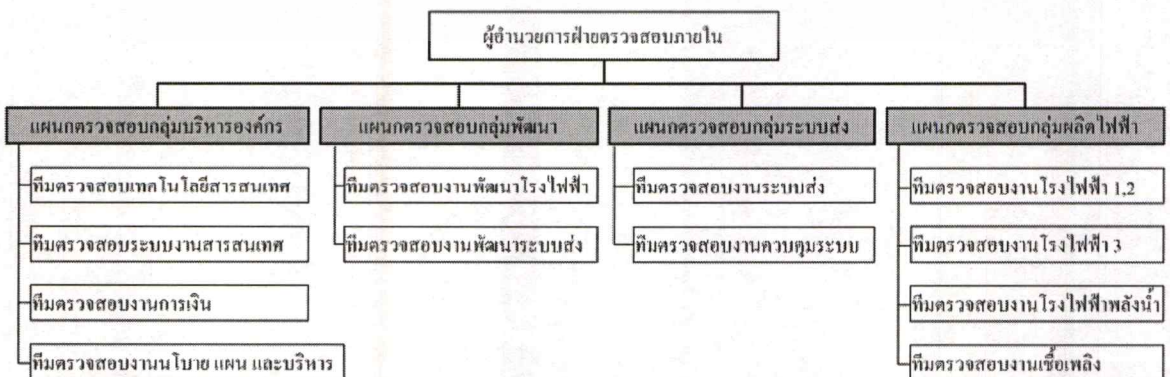 ผู้อำนวยการฝ่ายตรวจสอบภายใน
แผนกตรวจสอบกลุ่มบริหารองค์กร
ทีมตรวจสอบเทคโนโลยีสารสนเทศ
ทีมตรวจสอบระบบงานสารสนเทศ
ทีมตรวจสอบงานการเงิน
ทีมตรวจสอบงานนโบาย แผน และบริหาร
แผนกตรวจสอบกลุ่มพัฒนา
ทีมตรวจสอบงานพัฒนาโรงไฟฟ้า
ทีมตรวจสอบงานพัฒนาระบบส่ง
แผนกตรวจสอบกลุ่มระบบส่ง
ทีมตรวจสอบงานระบบส่ง
ทีมตรวจสอบงานควบตุมระบบ
แผนกตรวจสอบกลุ่มผลิตไฟฟ้า
ทีมตรวจสอบงานโรงไฟฟ้า 1,2
ทีมตรวจสอบงานโรงไฟฟ้า 3
ทีมตรวจสอบงานโรงไฟฟ้าพลังน้ำ
ทีมตรวจสอบงานเชื้อเพลิง